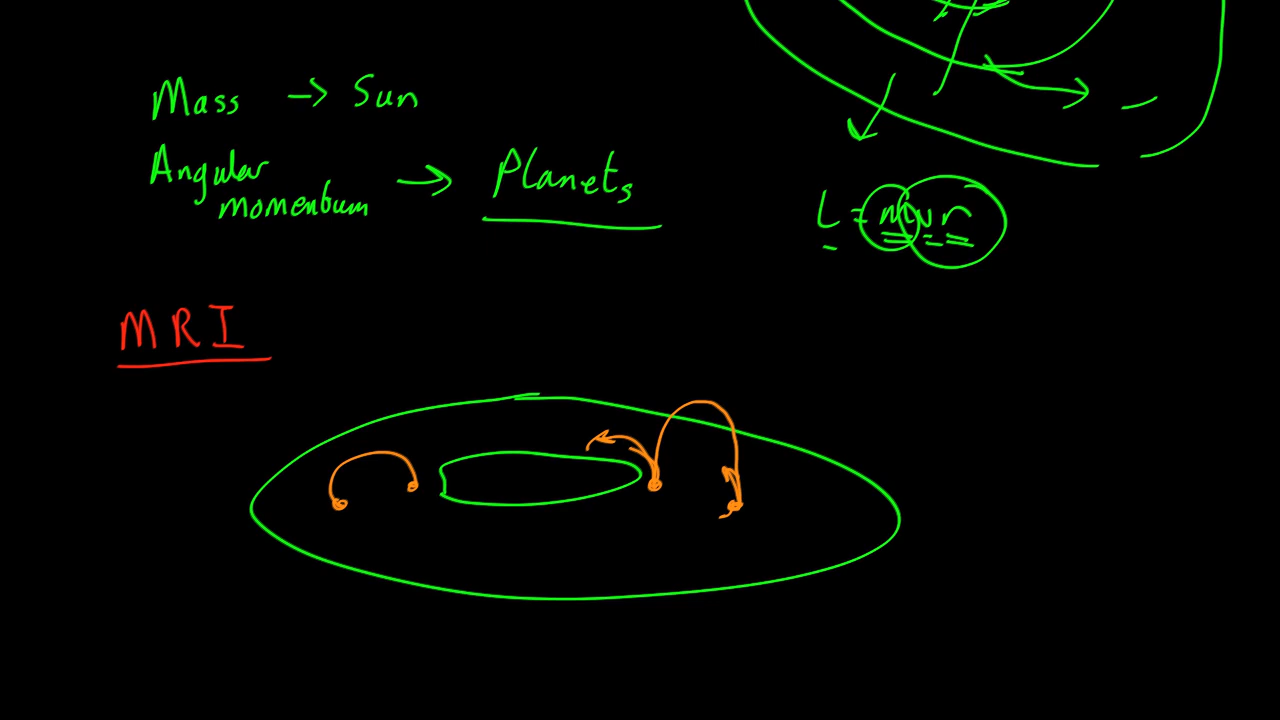 Mass → Sun
Angular momentum → Planets
L = mvr
MRI